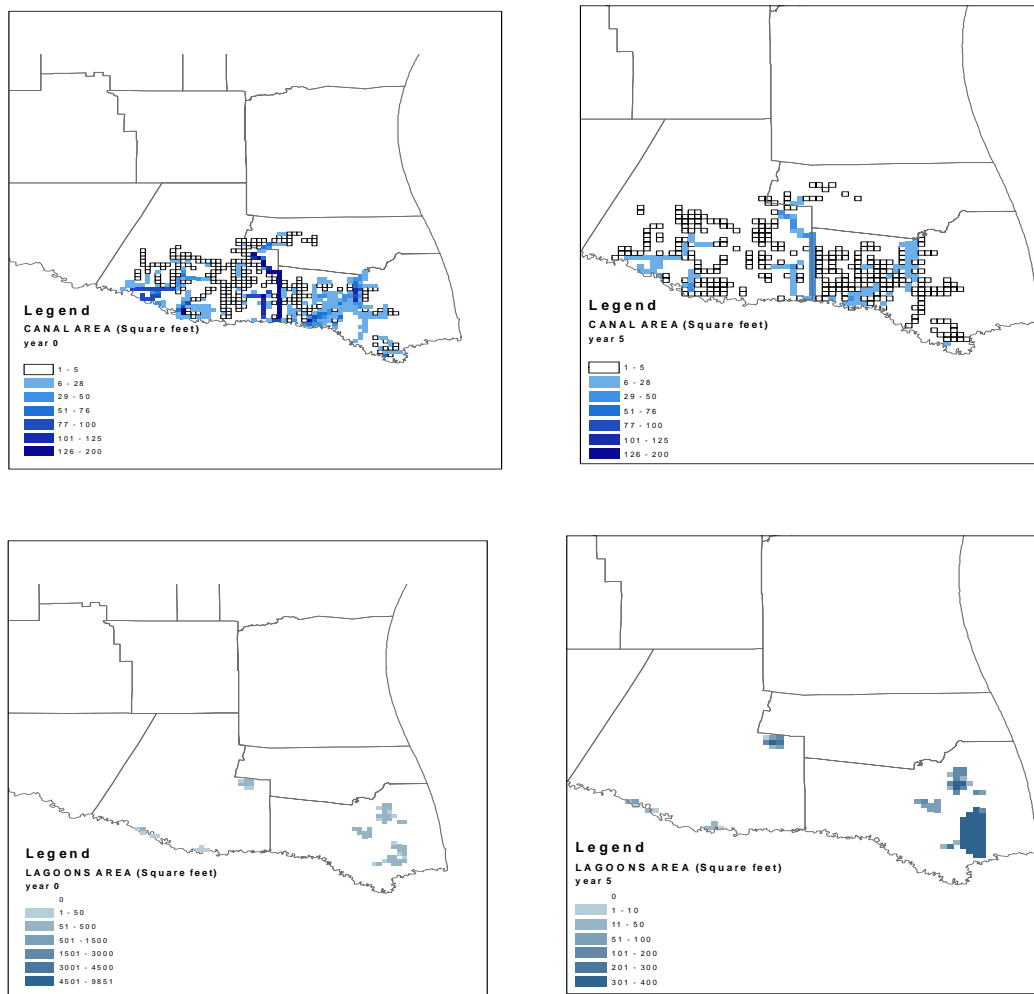 Legend
CANAL AREA (Square feet)
year 0
1 - 5
6 - 28
29 - 50
51 - 76
77 - 100
101 - 125
126 - 200
Legend
CANAL AREA (Square feet)
year 5
1 - 5
6 - 28
29 - 50
51 - 76
77 - 100
101 - 125
126 - 200
Legend
LAGOONS AREA (Square feet)
year 0
0
1 - 50
51 - 500
501 - 1500
1501 - 3000
3001 - 4500
4501 - 9851
Legend
LAGOONS AREA (Square feet)
year 5
0
1 - 10
11 - 50
51 - 100
101 - 200
201 - 300
301 - 400